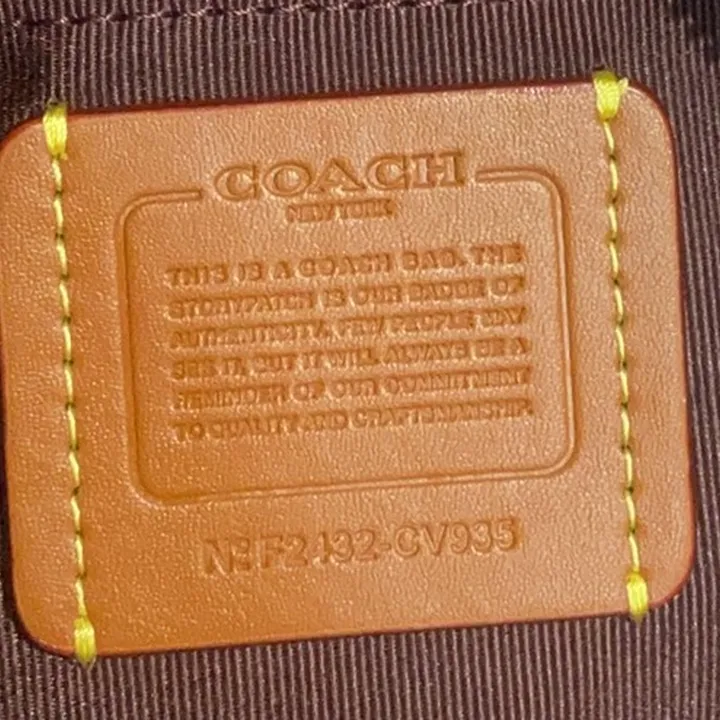 COACH
NEW YORK
THIS IS A COACH BAG. THE
STORYPATCH IS OUR BADGE OF
AUTHENTICITY. FEW PEOPLE MAY
SEE IT, BUT IT WILL ALWAYS BE A
REMINDER OF OUR COMMITMENT
TO QUALITY AND CRAFTSMANSHIP.
Nº F2432-CV935